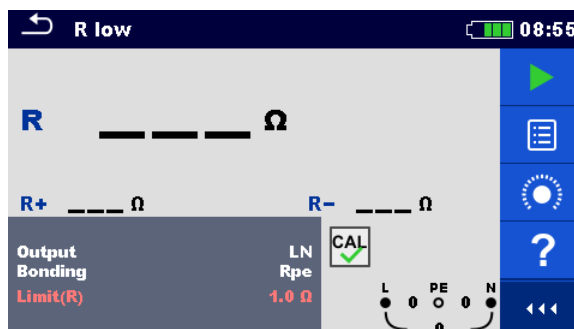 R low 08:55
R ___ Ω
R+ ___ Ω R- ___ Ω
Output LN
Bonding Rpe
Limit(R) 1.0 Ω
CAL
L PE N
0 0
0
?